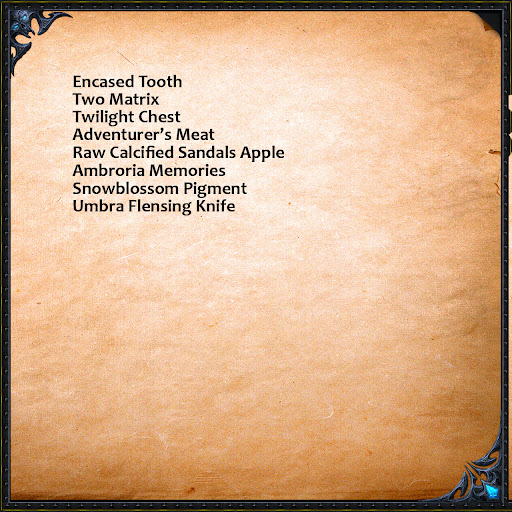 Encased Tooth
Two Matrix
Twilight Chest
Adventurer's Meat
Raw Calcified Sandals Apple
Ambroria Memories
Snowblossom Pigment
Umbra Flensing Knife